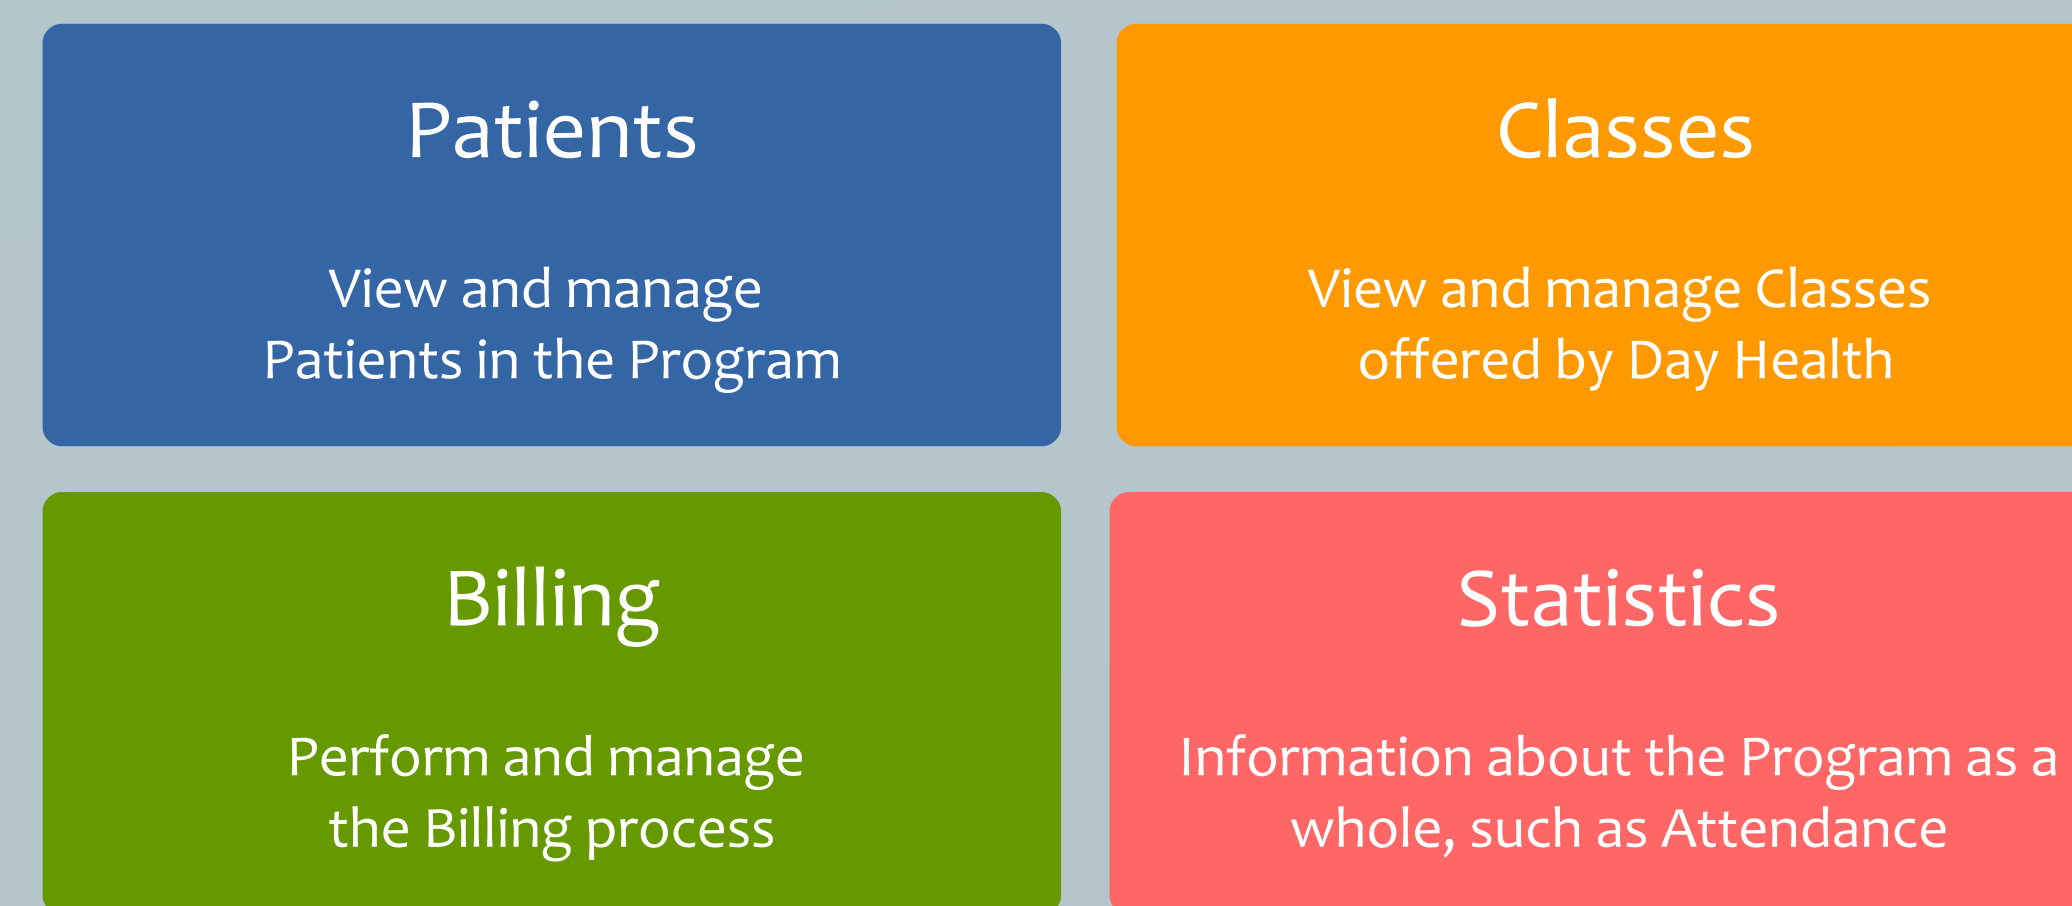 Patients
View and manage
Patients in the Program
Classes
View and manage Classes
offered by Day Health
Billing
Perform and manage
the Billing process
Statistics
Information about the Program as a
whole, such as Attendance